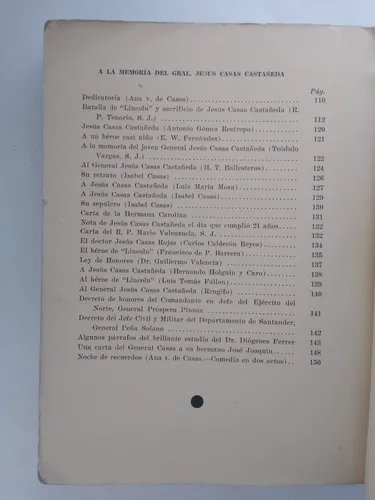 A LA MEMORIA DEL GRAL. JESUS CASAS CASTAÑEDA
Pág.
Dedicatoria (Ana v. de Casas) 110
Batalla de "Lincoln" y sacrificio de Jesús Casas Castañeda (R.
P. Tenorio, S. J.) 112
Jesús Casas Castañeda (Antonio Gómez Restrepo) 120
A un héroe casi niño (E. W. Fernández) 121
A la memoria del joven General Jesús Casas Castañeda (Teódulo
Vargas, S. J.) 122
Al General Jesús Casas Castañeda (M. T. Ballesteros) 124
Su retrato (Isabel Casas) 126
A Jesús Casas Castañeda (Luis María Mora) 127
A Jesús Casas Castañeda (Isabel Casas) 129
Su sepulcro (Isabel Casas) 130
Carta de la Hermana Carolina 131
Nota de Jesús Casas Castañeda el día que cumplió 21 años 132
Carta del R. P. Mario Valenzuela, S. J. 132
El doctor Jesús Casas Rojas (Carlos Calderón Reyes) 134
El héroe de "Lincoln" (Francisco de P. Barrera) 135
Ley de Honores (Dr. Guillermo Valencia) 137
A Jesús Casas Castañeda (Hernando Holguín y Caro) 138
Al héroe de "Lincoln" (Luis Tomás Fallon) 139
Al General Jesús Casas Castañeda (Rengifo) 140
Decreto de honores del Comandante en Jefe del Ejército del
Norte, General Próspero Pinzón 141
Decreto del Jefe Civil y Militar del Departamento de Santander,
General Peña Solano 142
Algunos párrafos del brillante estudio del Dr. Diógenes Ferrer 143
Una carta del General Casas a su hermano José Joaquín 148
Noche de recuerdos (Ana v. de Casas.—Comedia en dos actos) 150